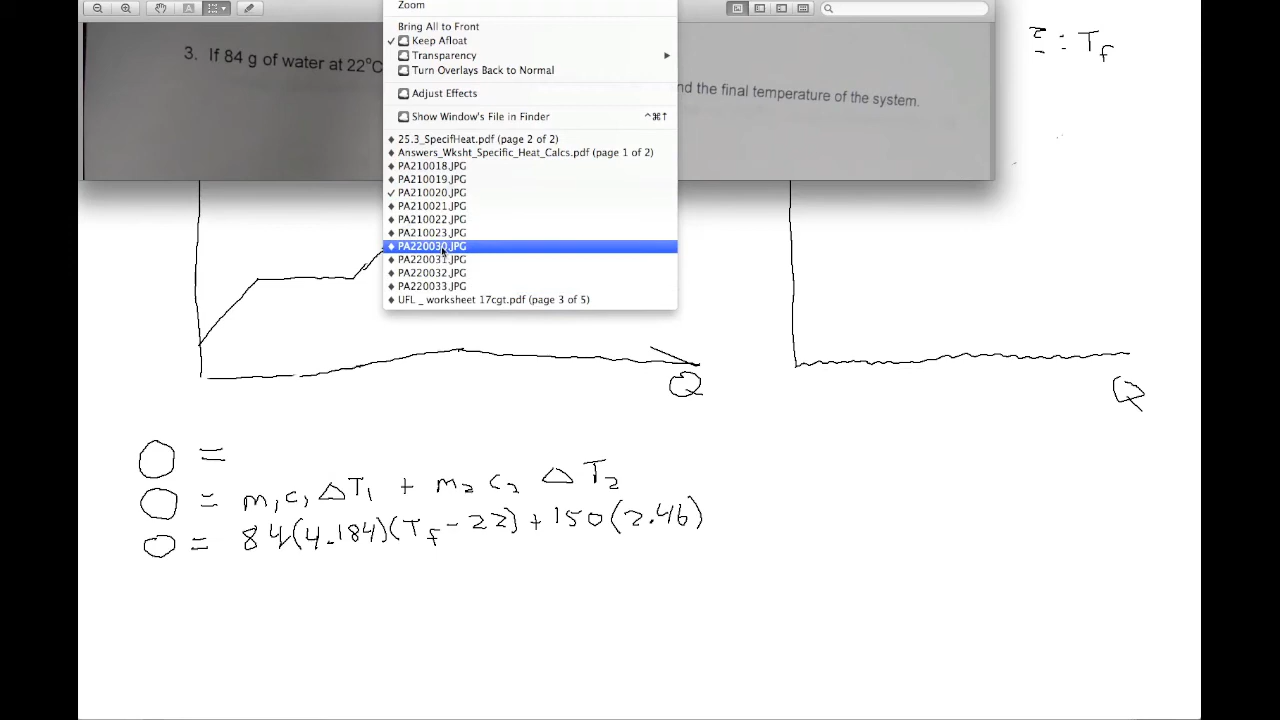 Zoom
Bring All to Front
Keep Afloat
Transparency
Turn Overlays Back to Normal
Adjust Effects
Show Window's File in Finder ^⌘↑
25.3_SpecifHeat.pdf (page 2 of 2)
Answers_Wksht_Specific_Heat_Calcs.pdf (page 1 of 2)
PA210018.JPG
PA210019.JPG
PA210020.JPG
PA210021.JPG
PA210022.JPG
PA210023.JPG
PA220030.JPG
PA220031.JPG
PA220032.JPG
PA220033.JPG
UFL _ worksheet 17cgt.pdf (page 3 of 5)
3. If 84 g of water at 22°C
nd the final temperature of the system.
: Tf
Q
Q
0 =
0 = m₁c₁ΔT₁ + m₂c₂ΔT₂
0 = 84(4.184)(Tf - 22) + 150(2.46)